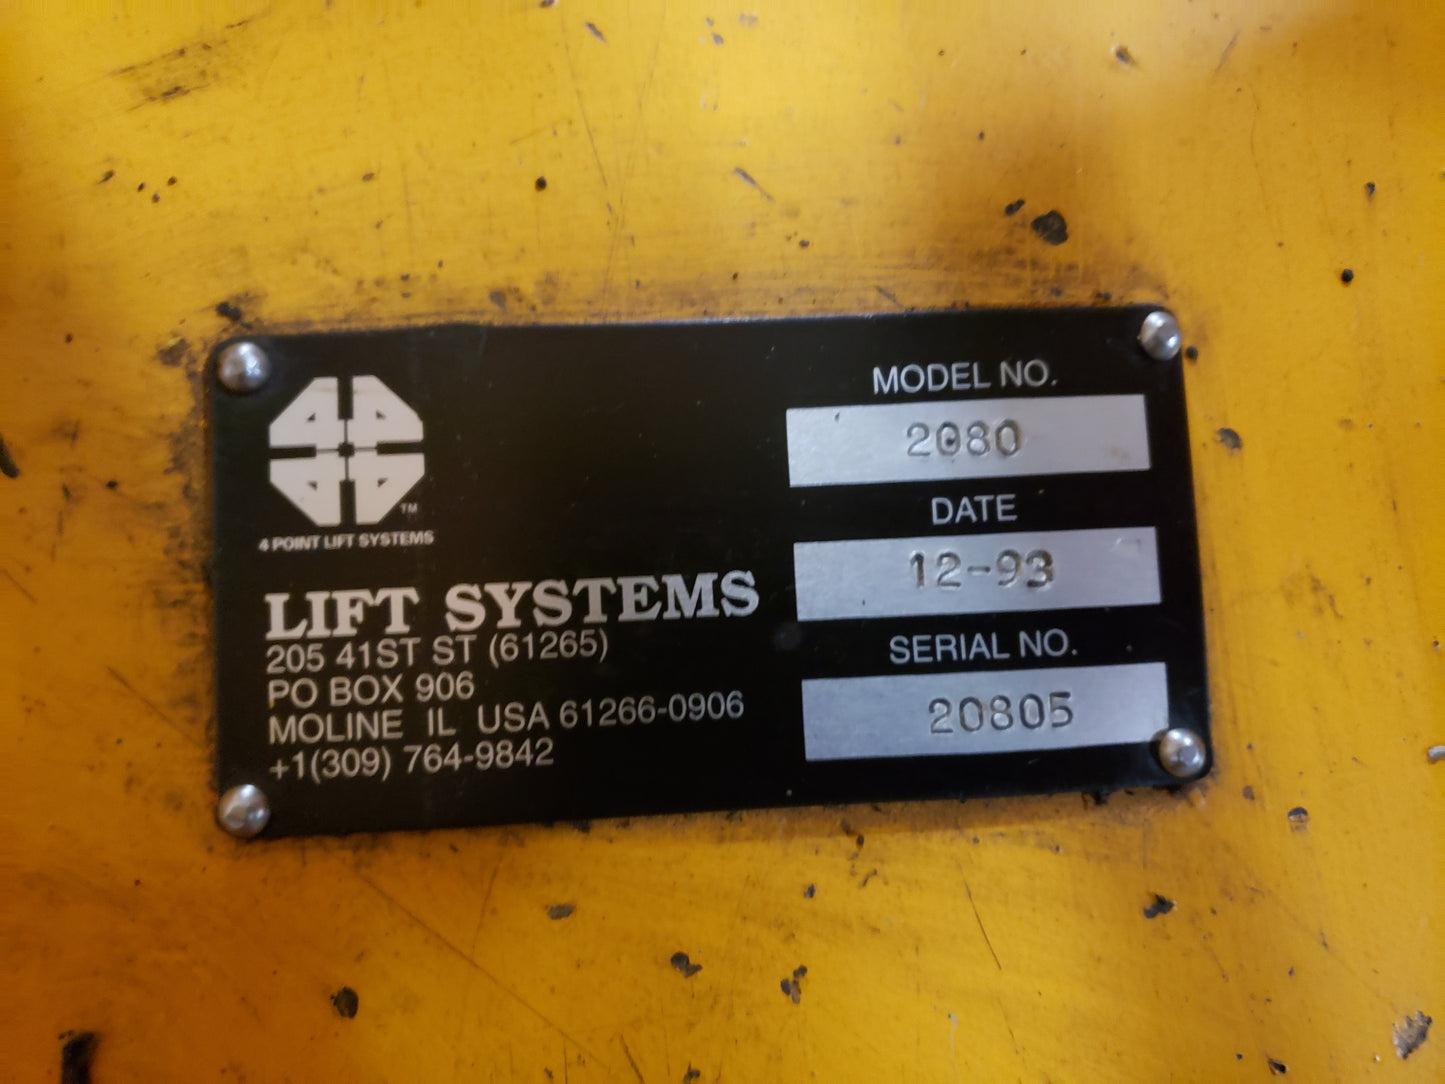 TM
4 POINT LIFT SYSTEMS
LIFT SYSTEMS
205 41ST ST (61265)
PO BOX 906
MOLINE IL USA 61266-0906
+1(309) 764-9842
MODEL NO.
2080
DATE
12-93
SERIAL NO.
20805